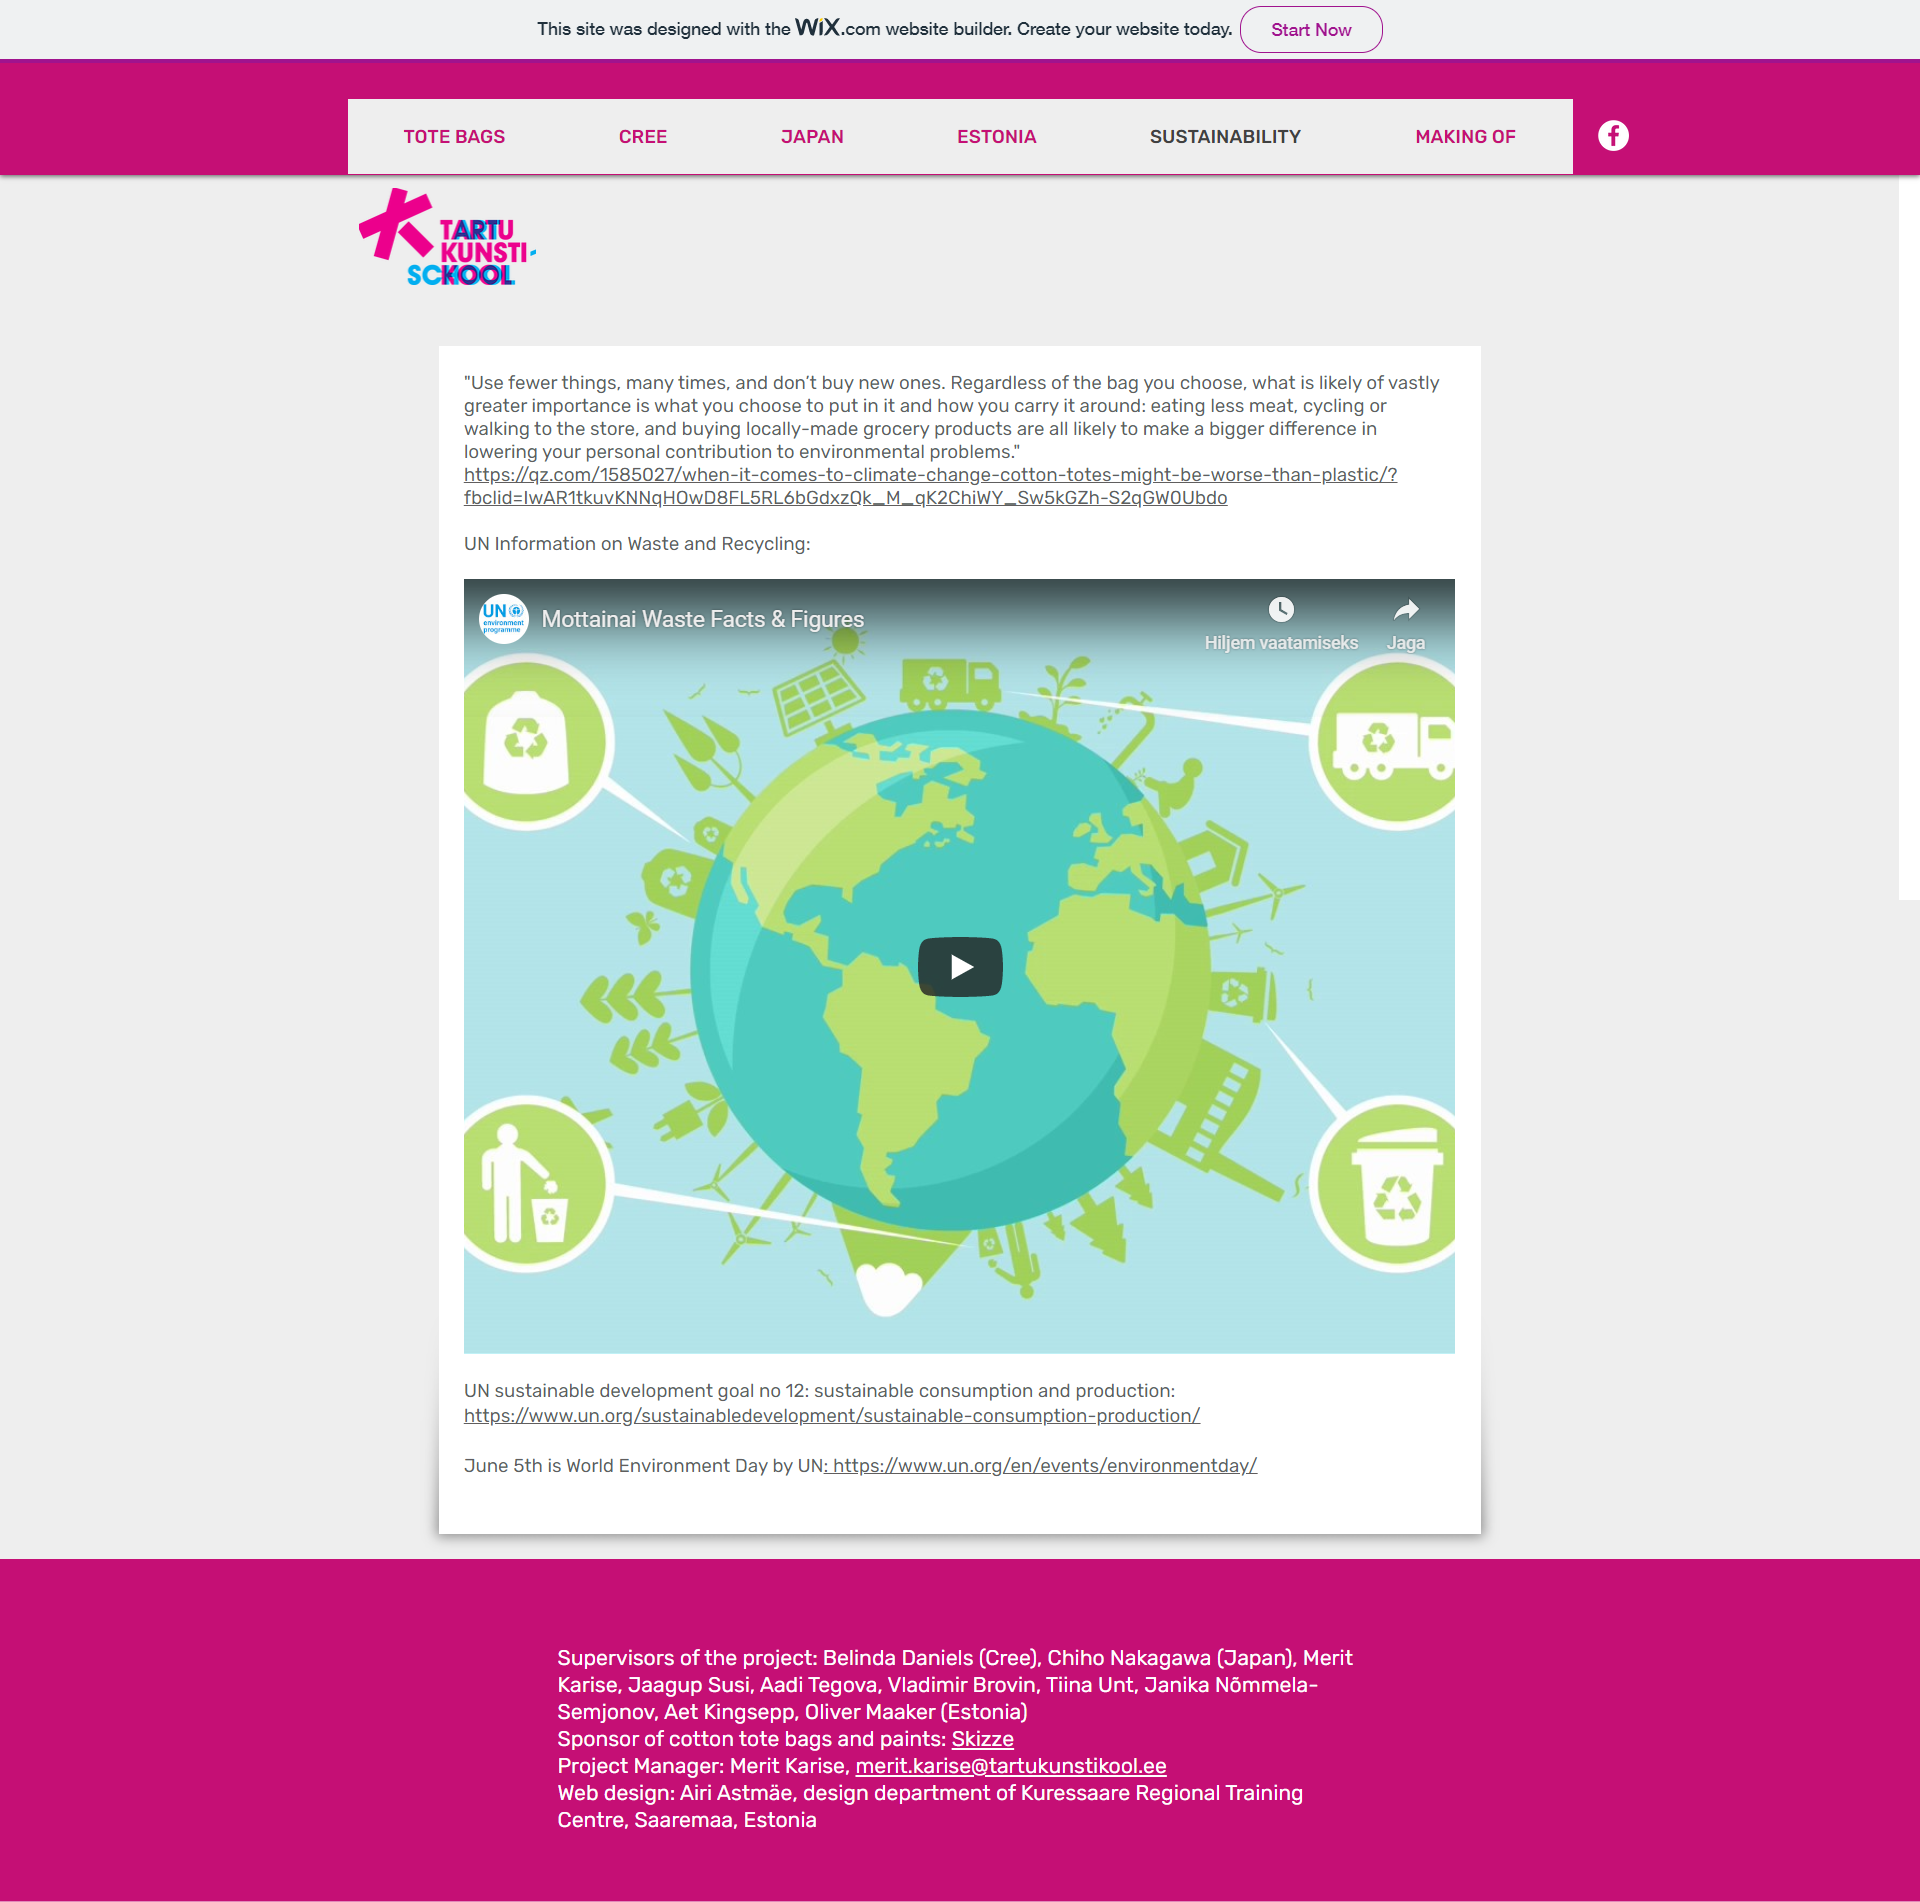 This site was designed with the WiX.com website builder. Create your website today. Start Now
TOTE BAGS CREE JAPAN ESTONIA SUSTAINABILITY MAKING OF
TARTU
KUNSTI-
SCKOOL
"Use fewer things, many times, and don’t buy new ones. Regardless of the bag you choose, what is likely of vastly
greater importance is what you choose to put in it and how you carry it around: eating less meat, cycling or
walking to the store, and buying locally-made grocery products are all likely to make a bigger difference in
lowering your personal contribution to environmental problems."
https://qz.com/1585027/when-it-comes-to-climate-change-cotton-totes-might-be-worse-than-plastic/?
fbclid=IwAR1tkuvKNNqHOwD8FL5RL6bGdxzQk_M_qK2ChiWY_Sw5kGZh-S2qGW0Ubdo
UN Information on Waste and Recycling:
UN
environment
programme
Mottainai Waste Facts & Figures
Hiljem vaatamiseks Jaga
UN sustainable development goal no 12: sustainable consumption and production:
https://www.un.org/sustainabledevelopment/sustainable-consumption-production/
June 5th is World Environment Day by UN: https://www.un.org/en/events/environmentday/
Supervisors of the project: Belinda Daniels (Cree), Chiho Nakagawa (Japan), Merit
Karise, Jaagup Susi, Aadi Tegova, Vladimir Brovin, Tiina Unt, Janika Nõmmela-
Semjonov, Aet Kingsepp, Oliver Maaker (Estonia)
Sponsor of cotton tote bags and paints: Skizze
Project Manager: Merit Karise, merit.karise@tartukunstikool.ee
Web design: Airi Astmäe, design department of Kuressaare Regional Training
Centre, Saaremaa, Estonia